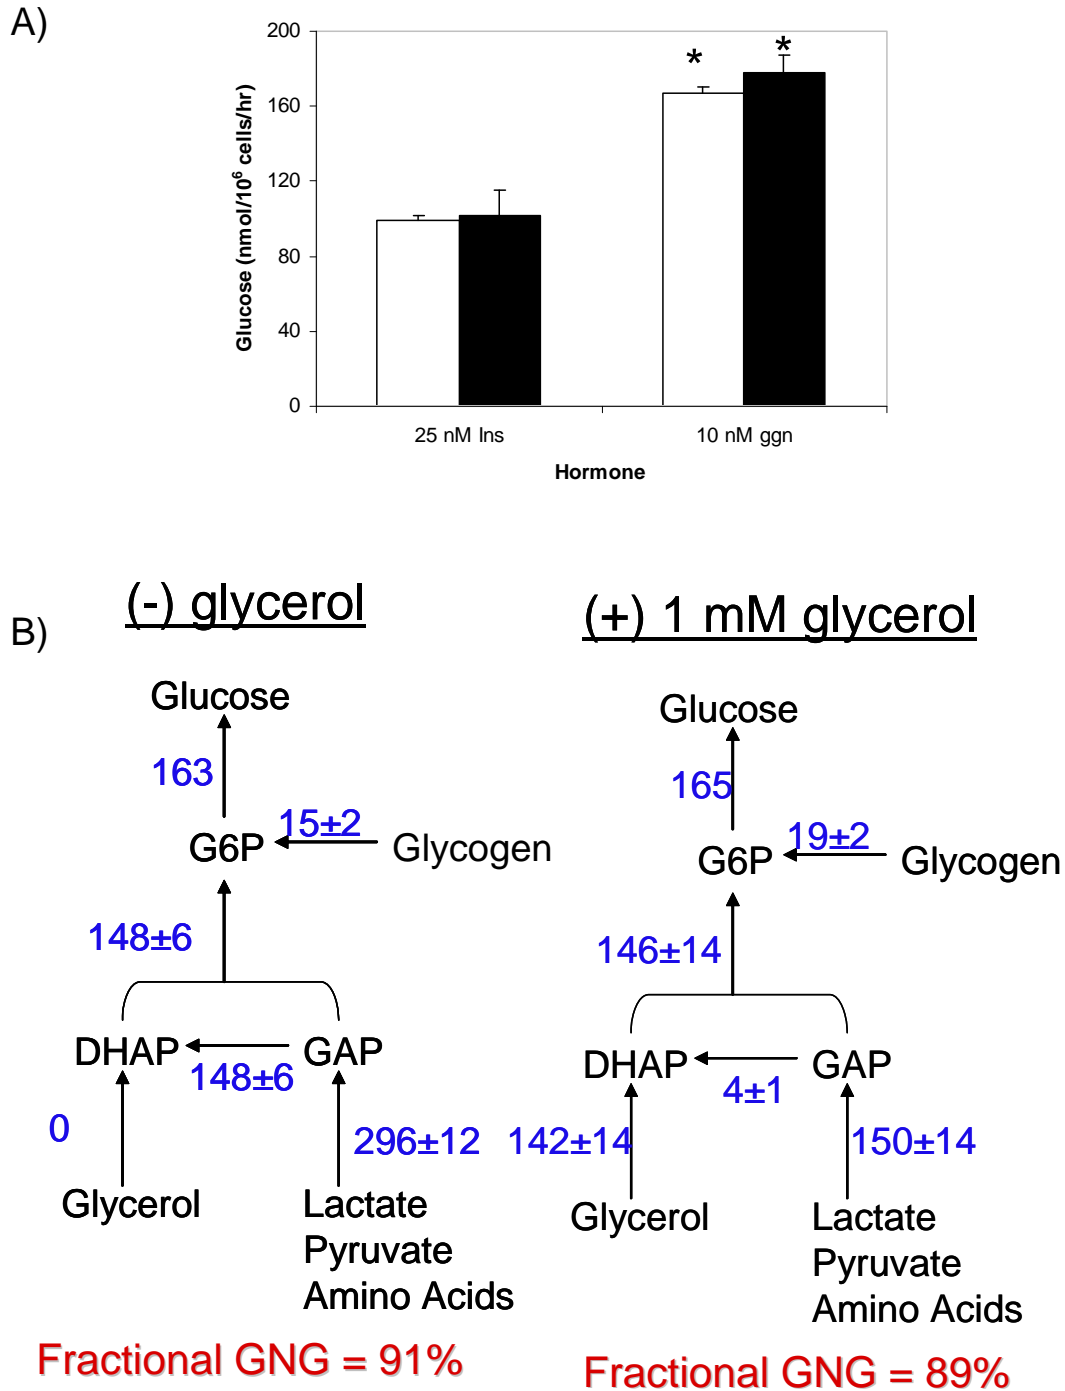 A)
200
160
120
80
40
0
Glucose (nmol/10⁶ cells/hr)
* *
25 nM Ins 10 nM ggn
Hormone
B)
(-) glycerol
Glucose
163
15±2
G6P Glycogen
148±6
DHAP GAP
148±6
0 296±12
Glycerol Lactate
Pyruvate
Amino Acids
Fractional GNG = 91%
(+) 1 mM glycerol
Glucose
165
19±2
G6P Glycogen
146±14
DHAP GAP
4±1
142±14 150±14
Glycerol Lactate
Pyruvate
Amino Acids
Fractional GNG = 89%